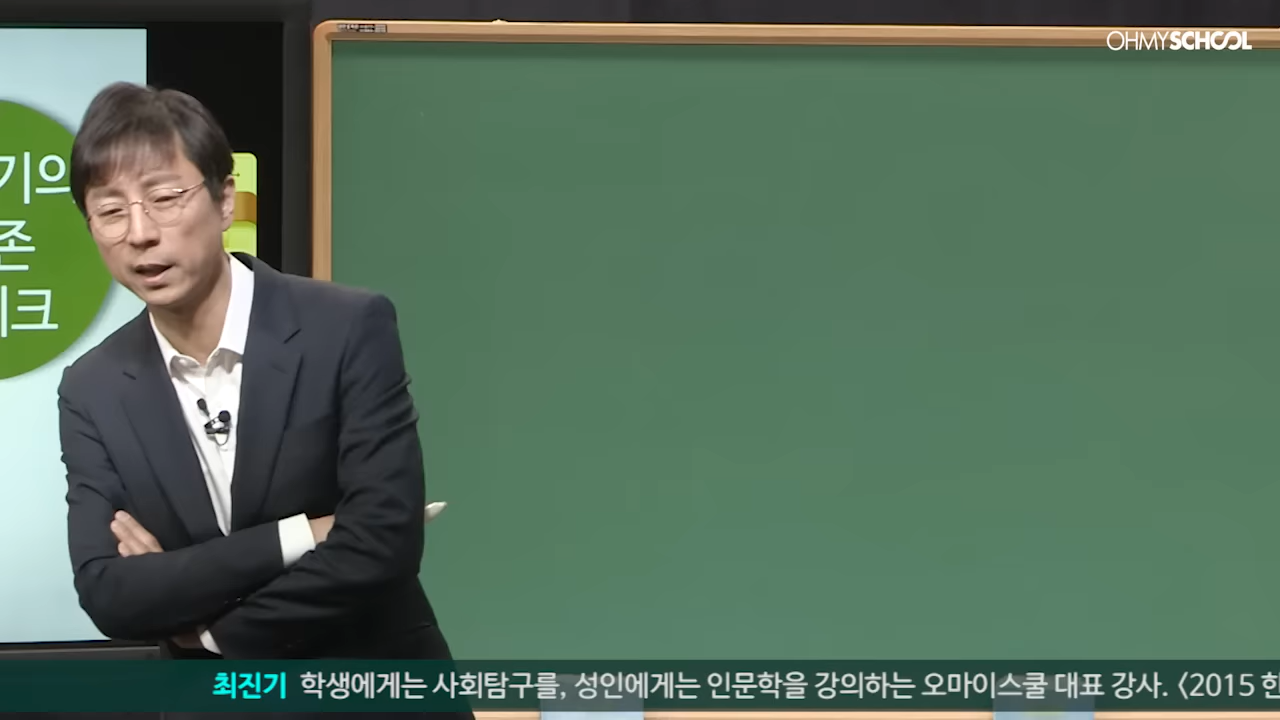 OHMYSCHOOL
기의
존
크
최진기 학생에게는 사회탐구를, 성인에게는 인문학을 강의하는 오마이스쿨 대표 강사. <2015 한